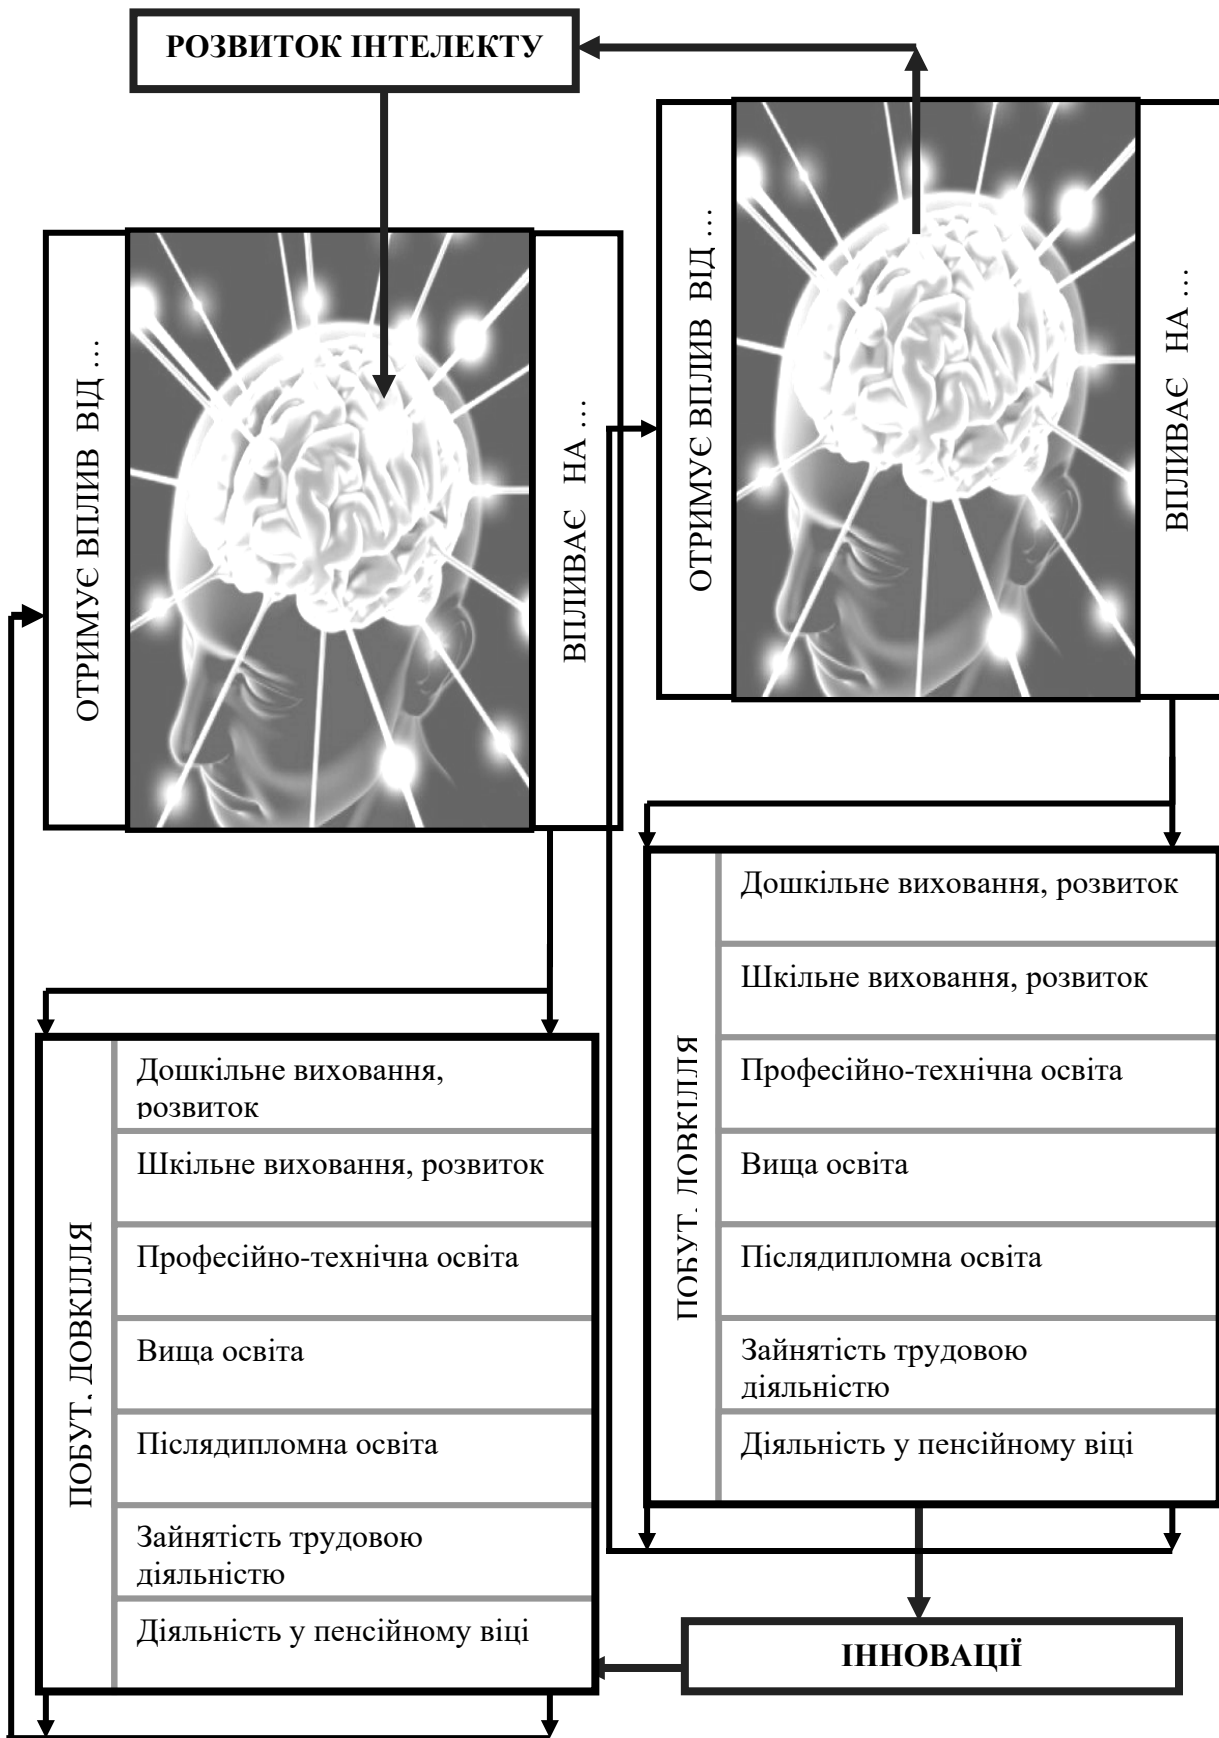 РОЗВИТОК ІНТЕЛЕКТУ
ОТРИМУЄ ВПЛИВ ВІД …
ВПЛИВАЄ НА …
ОТРИМУЄ ВПЛИВ ВІД …
ВПЛИВАЄ НА …
ПОБУТ, ДОВКІЛЛЯ
Дошкільне виховання,
розвиток
Шкільне виховання, розвиток
Професійно-технічна освіта
Вища освіта
Післядипломна освіта
Зайнятість трудовою
діяльністю
Діяльність у пенсійному віці
ПОБУТ, ДОВКІЛЛЯ
Дошкільне виховання, розвиток
Шкільне виховання, розвиток
Професійно-технічна освіта
Вища освіта
Післядипломна освіта
Зайнятість трудовою
діяльністю
Діяльність у пенсійному віці
ІННОВАЦІЇ